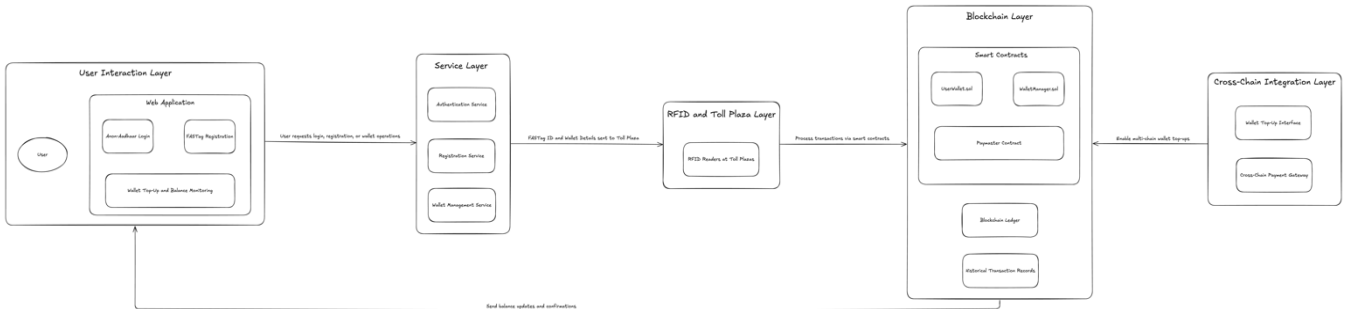 User Interaction Layer
Web Application
Anon-Aadhaar Login
FASTag Registration
User
Wallet Top-Up and Balance Monitoring
User requests login, registration, or wallet operations
Service Layer
Authentication Service
Registration Service
Wallet Management Service
FASTag ID and Wallet Details sent to Toll Plaza
RFID and Toll Plaza Layer
RFID Readers at Toll Plazas
Process transactions via smart contracts
Blockchain Layer
Smart Contracts
UserWallet.sol
WalletManager.sol
Paymaster Contract
Blockchain Ledger
Historical Transaction Records
Enable multi-chain wallet top-ups
Cross-Chain Integration Layer
Wallet Top-Up Interface
Cross-Chain Payment Gateway
Send balance updates and confirmations